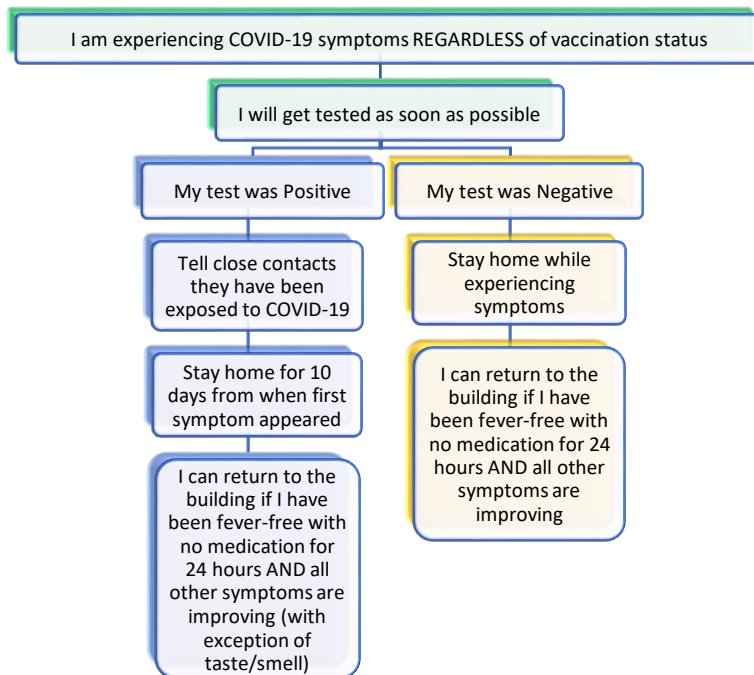 I am experiencing COVID-19 symptoms REGARDLESS of vaccination status
I will get tested as soon as possible
My test was Positive
Tell close contacts
they have been
exposed to COVID-19
Stay home for 10
days from when first
symptom appeared
I can return to the
building if I have
been fever-free with
no medication for
24 hours AND all
other symptoms are
improving (with
exception of
taste/smell)
My test was Negative
Stay home while
experiencing
symptoms
I can return to the
building if I have
been fever-free with
no medication for 24
hours AND all other
symptoms are
improving